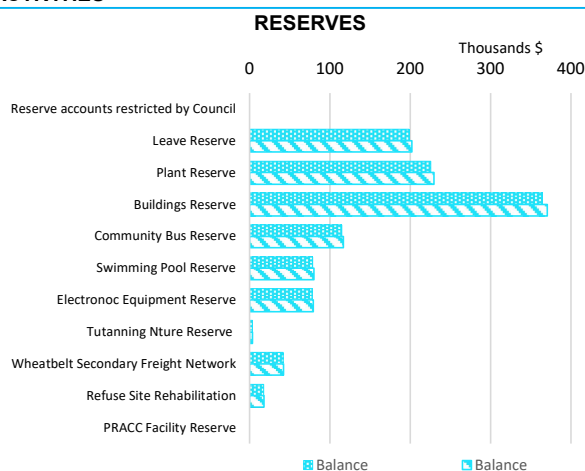 RESERVES
Thousands $
0 100 200 300 400
Reserve accounts restricted by Council
Leave Reserve
Plant Reserve
Buildings Reserve
Community Bus Reserve
Swimming Pool Reserve
Electronoc Equipment Reserve
Tutanning Nture Reserve
Wheatbelt Secondary Freight Network
Refuse Site Rehabilitation
PRACC Facility Reserve
Balance Balance